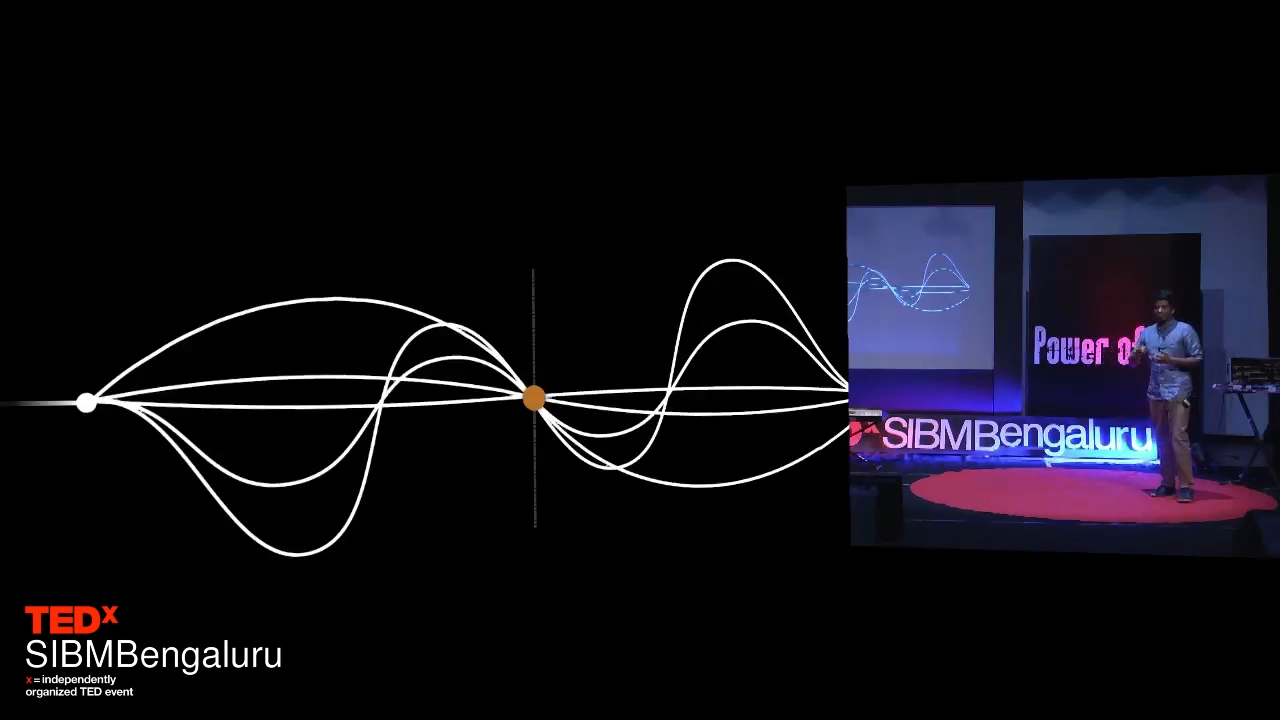 Power of
SIBMBengaluru
TEDx
SIBMBengaluru
x = independently
organized TED event